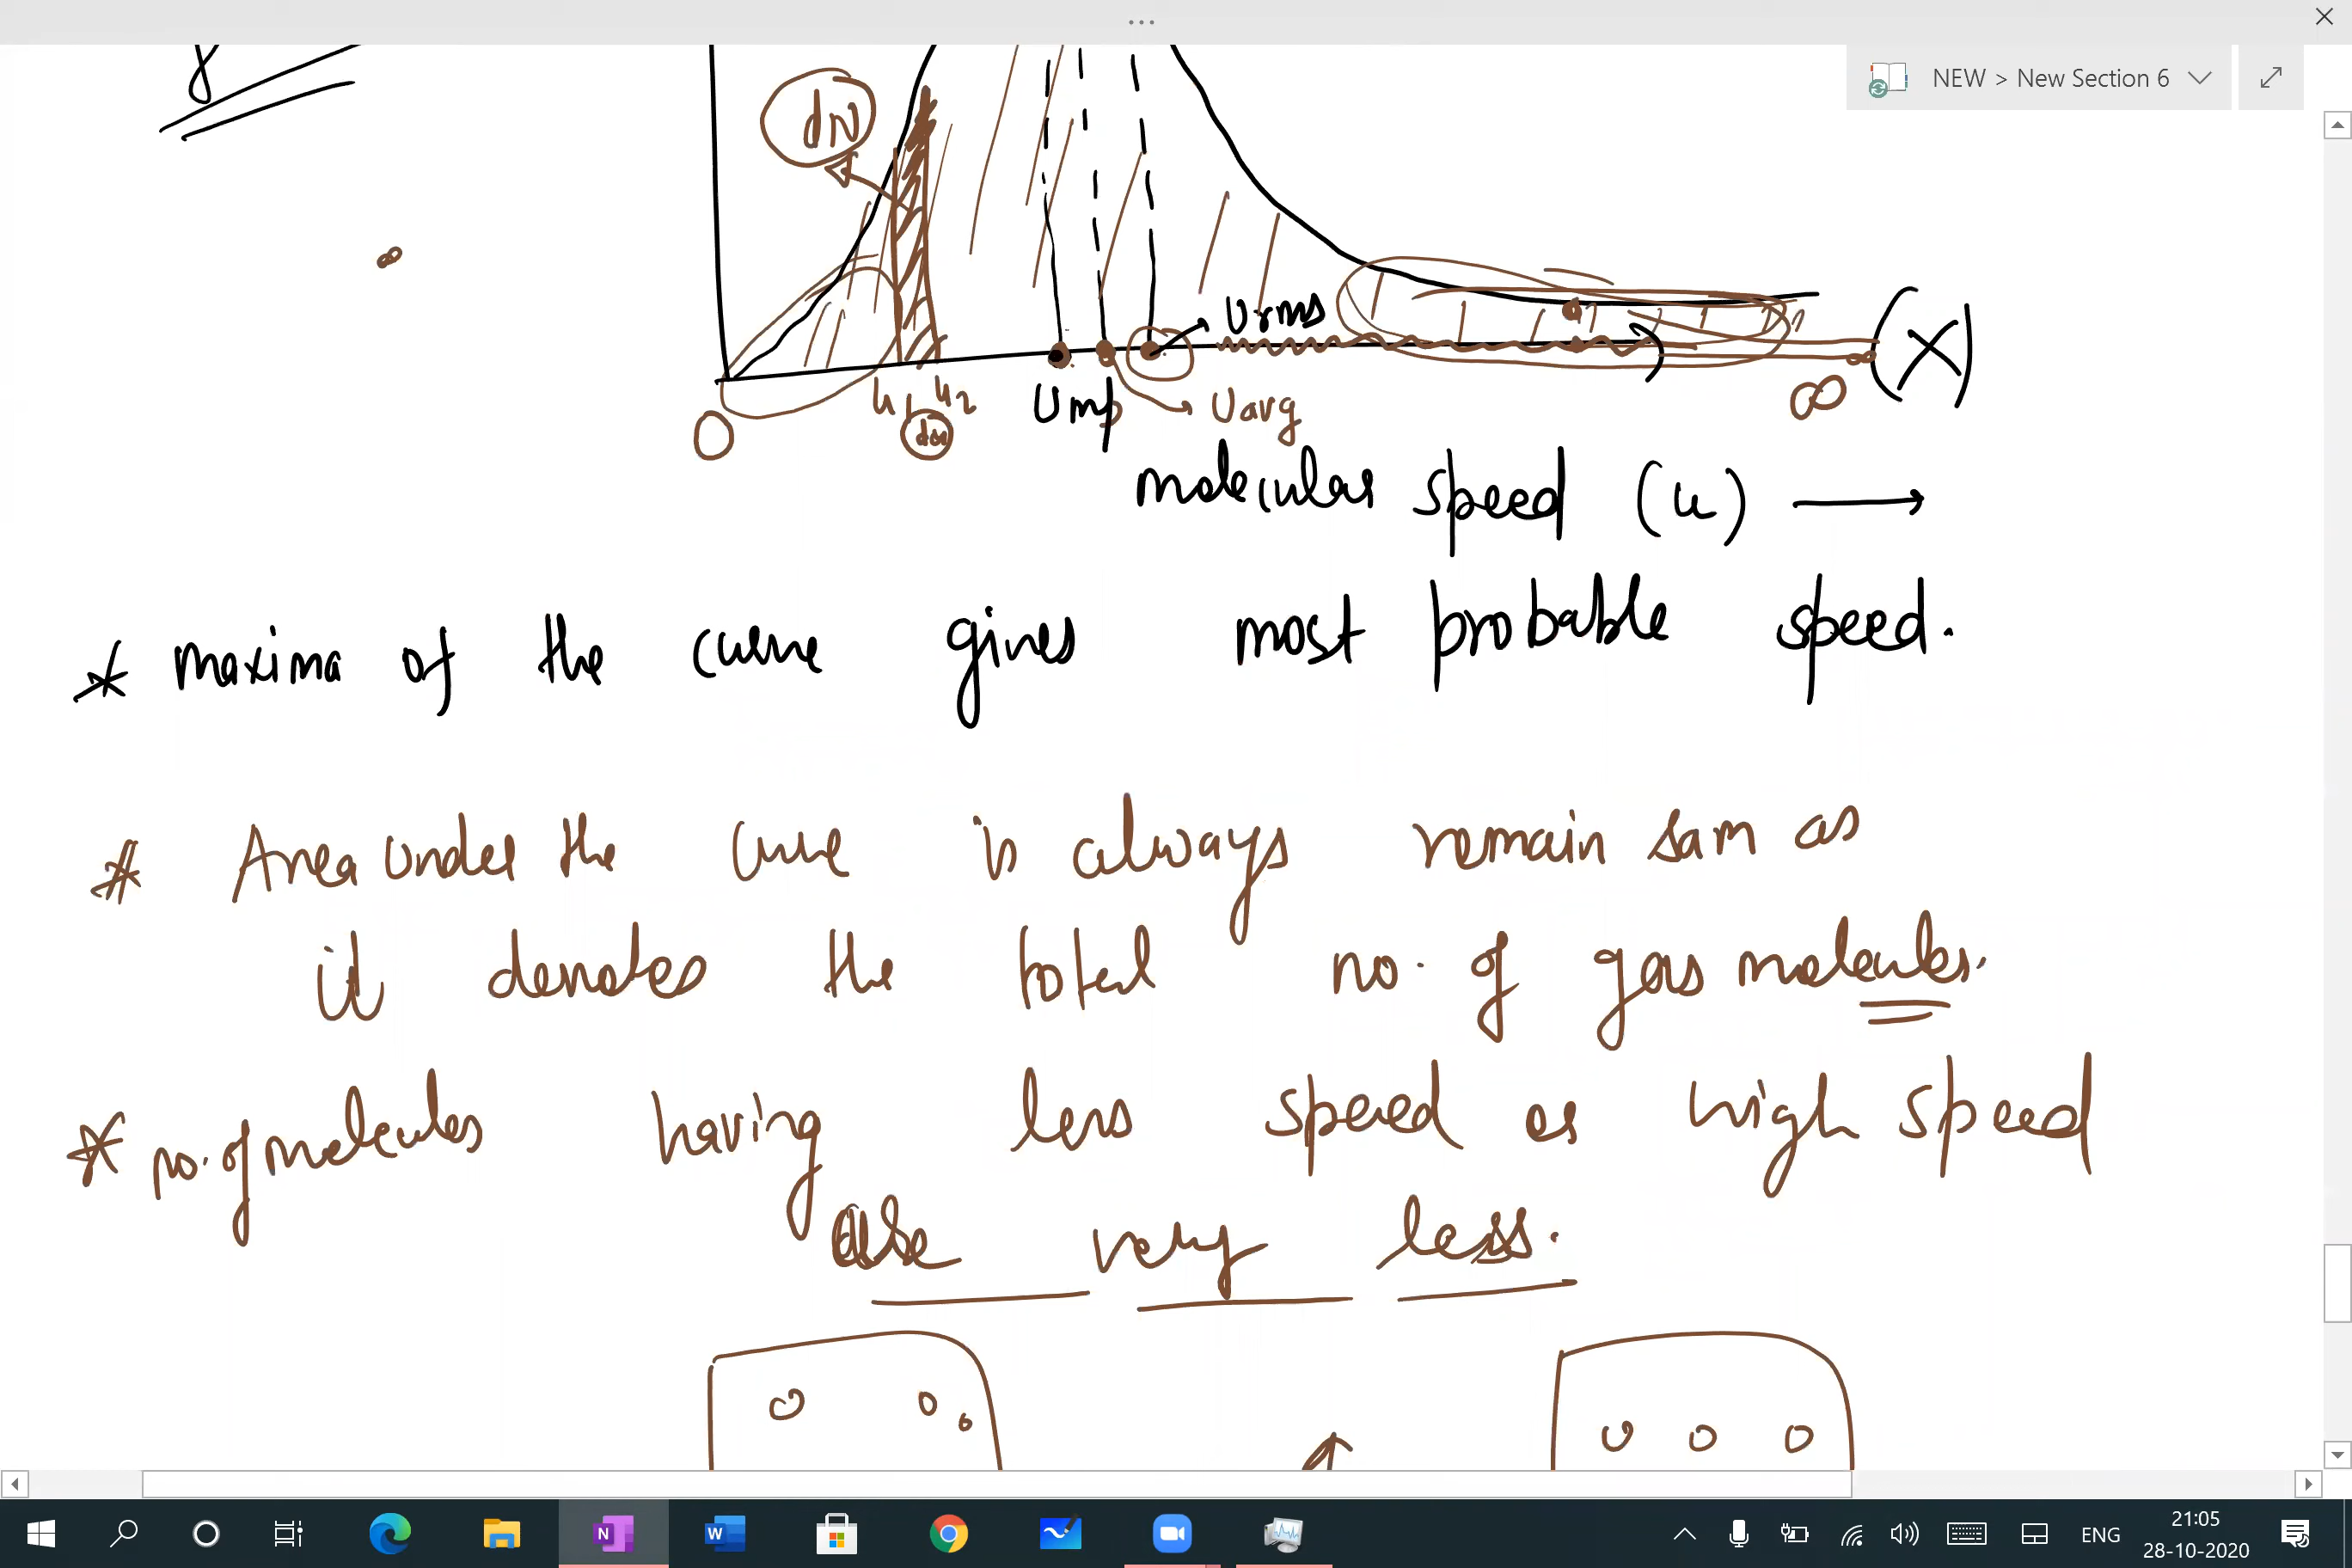 NEW > New Section 6
dN
Urms
(X)
u1 u2
Ump
Uavg
∞
0
du
molecular speed (u) →
* maxima of the curve gives most probable speed.
* Area under the curve is always remain sam as
it denotes the total no. of gas molecules.
* no. of molecules having less speed or high speed
are very less.
ENG
21:05
28-10-2020